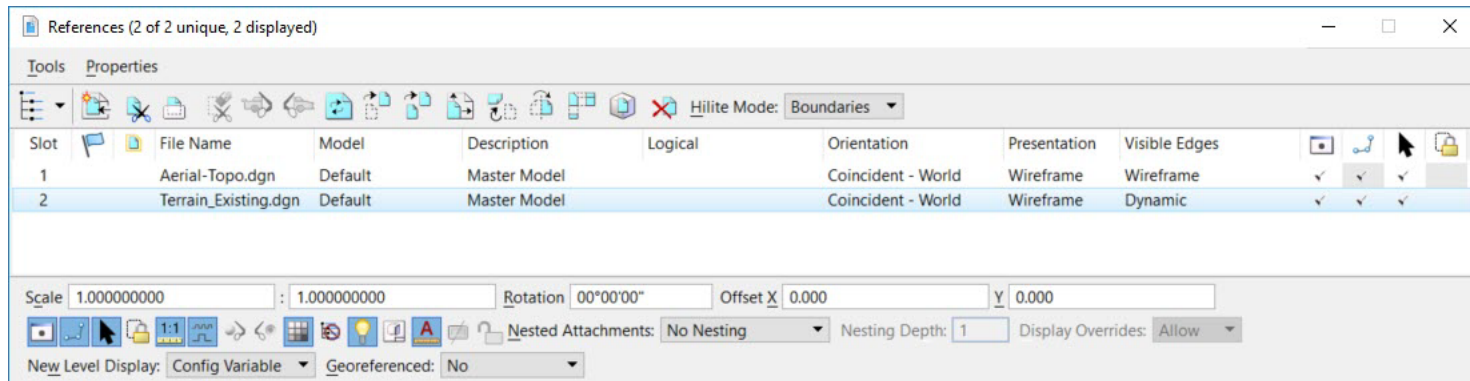 References (2 of 2 unique, 2 displayed)
Tools Properties
Hilite Mode: Boundaries
Slot File Name Model Description Logical Orientation Presentation Visible Edges
1 Aerial-Topo.dgn Default Master Model Coincident - World Wireframe Wireframe
2 Terrain_Existing.dgn Default Master Model Coincident - World Wireframe Dynamic
Scale 1.000000000 : 1.000000000 Rotation 00°00'00" Offset X 0.000 Y 0.000
1:1 A Nested Attachments: No Nesting Nesting Depth: 1 Display Overrides: Allow
New Level Display: Config Variable Georeferenced: No